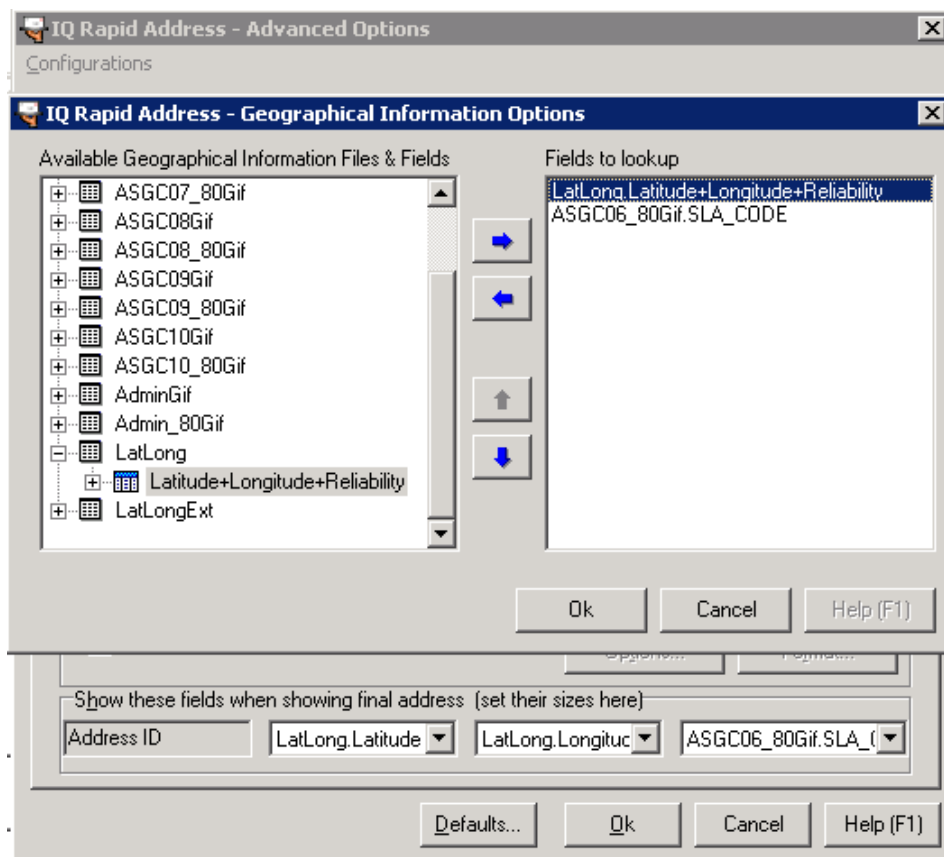 IQ Rapid Address - Advanced Options
Configurations
IQ Rapid Address - Geographical Information Options
Available Geographical Information Files & Fields
Fields to lookup
ASGC07_80Gif
ASGC08Gif
ASGC08_80Gif
ASGC09Gif
ASGC09_80Gif
ASGC10Gif
ASGC10_80Gif
AdminGif
Admin_80Gif
LatLong
Latitude+Longitude+Reliability
LatLongExt
LatLong.Latitude+Longitude+Reliability
ASGC06_80Gif.SLA_CODE
Ok Cancel Help (F1)
Show these fields when showing final address (set their sizes here)
Address ID LatLong.Latitude LatLong.Longituc ASGC06_80Gif.SLA_(
Defaults... Ok Cancel Help (F1)